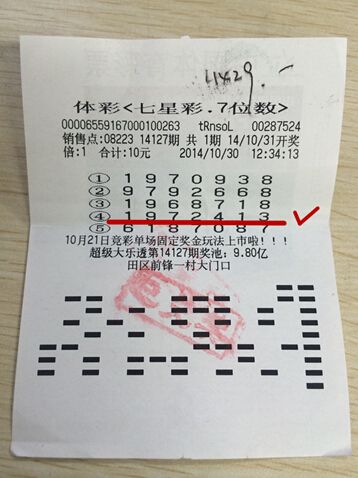 体彩<七星彩.7位数>
00006559167000100263 tRnsoL 00287524
销售点:08223 14127期 共1期 14/10/31开奖
倍:1 合计:10元 2014/10/30 12:34:13
① 1 9 7 0 9 3 8
② 9 7 9 2 6 6 8
③ 1 9 6 8 7 1 8
④ 1 9 7 2 4 1 3
⑤ 6 1 8 7 0 8 7
10月21日竞彩单场固定奖金玩法上市啦!!!
超级大乐透第14127期奖池:9.80亿
田区前锋一村大门口